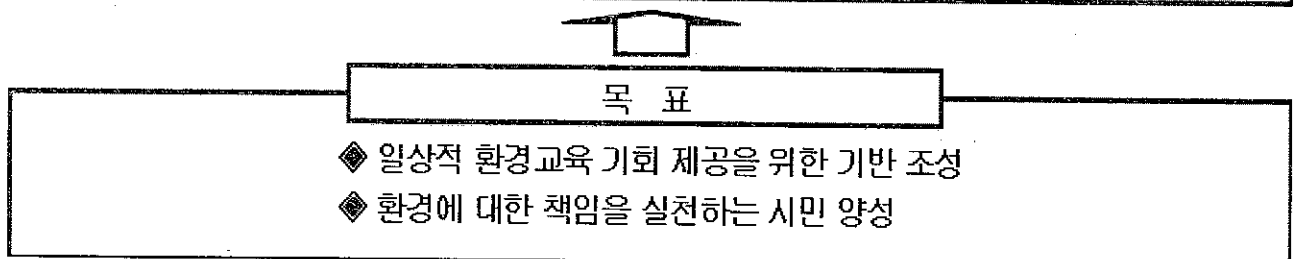 목 표
◈ 일상적 환경교육 기회 제공을 위한 기반 조성
◈ 환경에 대한 책임을 실천하는 시민 양성